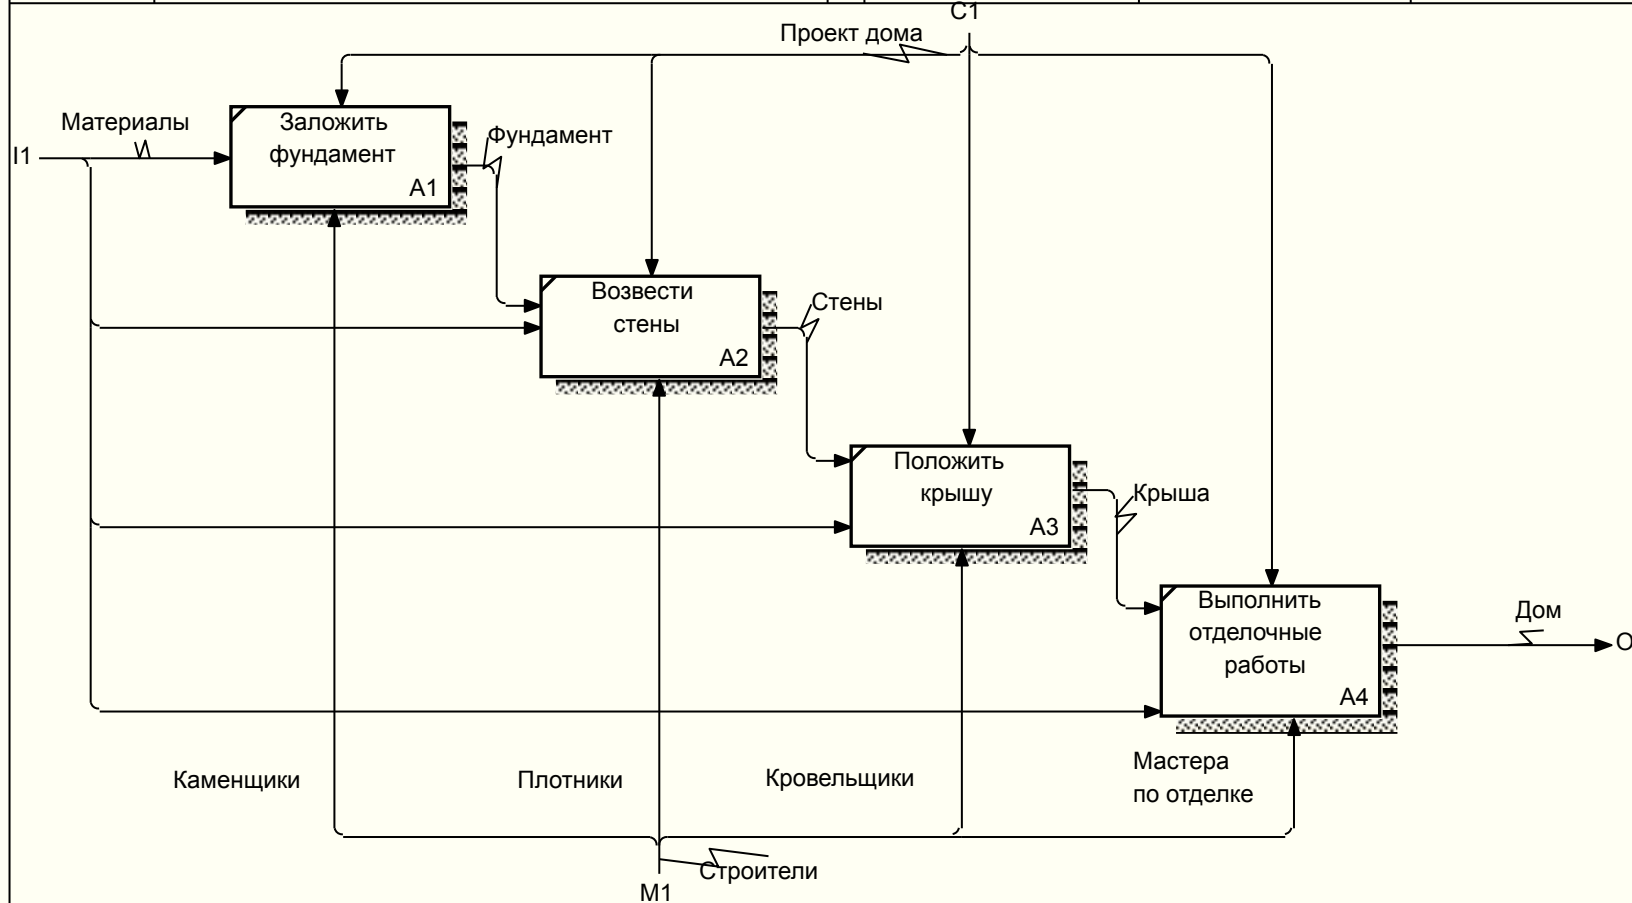 C1
Проект дома
Материалы
I1
Заложить
фундамент
A1
Фундамент
Возвести
стены
A2
Стены
Положить
крышу
A3
Крыша
Выполнить
отделочные
работы
A4
Дом
O
Каменщики
Плотники
Кровельщики
Мастера
по отделке
Строители
M1